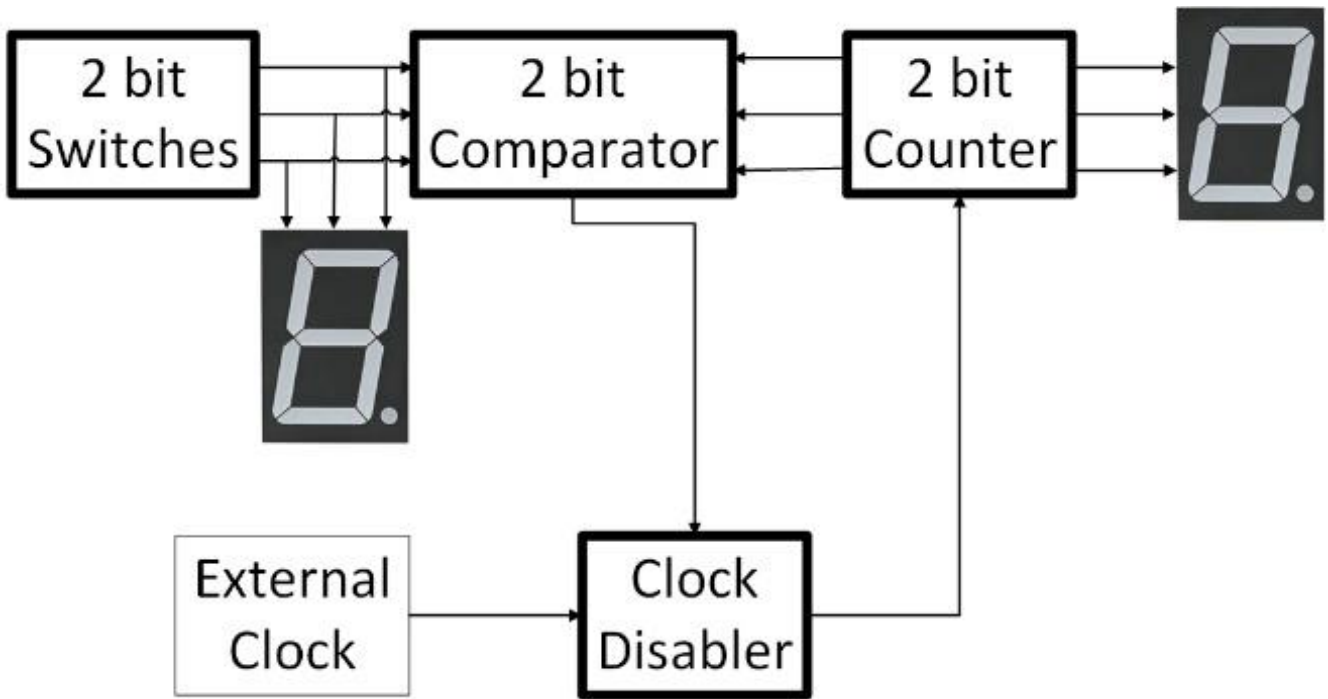 2 bit
Switches
2 bit
Comparator
2 bit
Counter
External
Clock
Clock
Disabler